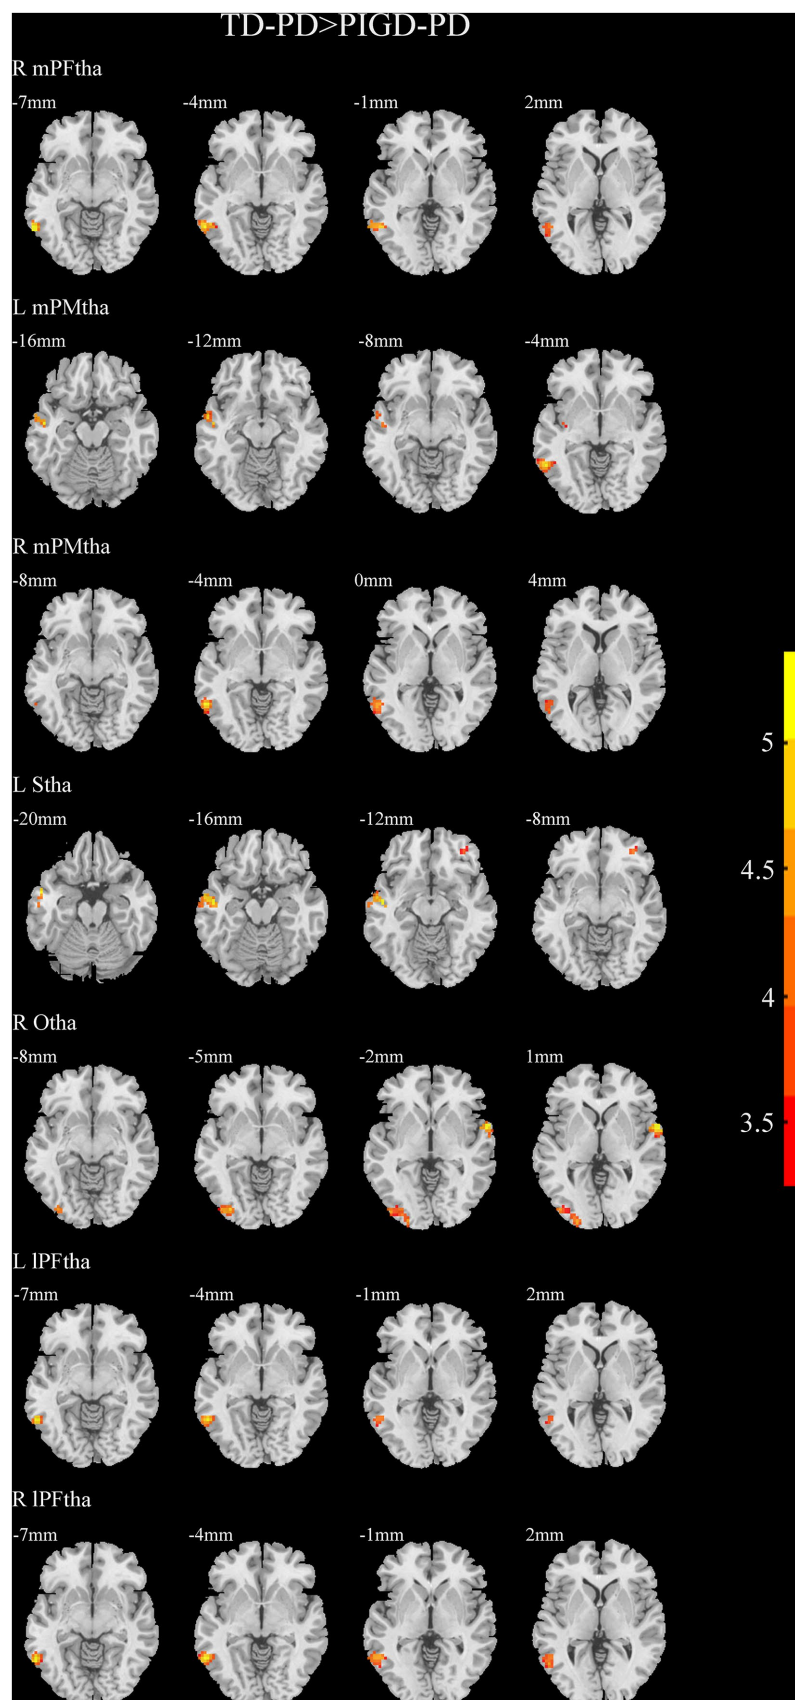 TD-PD>PIGD-PD
R mPFtha
-7mm -4mm -1mm 2mm
L mPMtha
-16mm -12mm -8mm -4mm
R mPMtha
-8mm -4mm 0mm 4mm
L Stha
-20mm -16mm -12mm -8mm
R Otha
-8mm -5mm -2mm 1mm
L lPFtha
-7mm -4mm -1mm 2mm
R lPFtha
-7mm -4mm -1mm 2mm
5
4.5
4
3.5